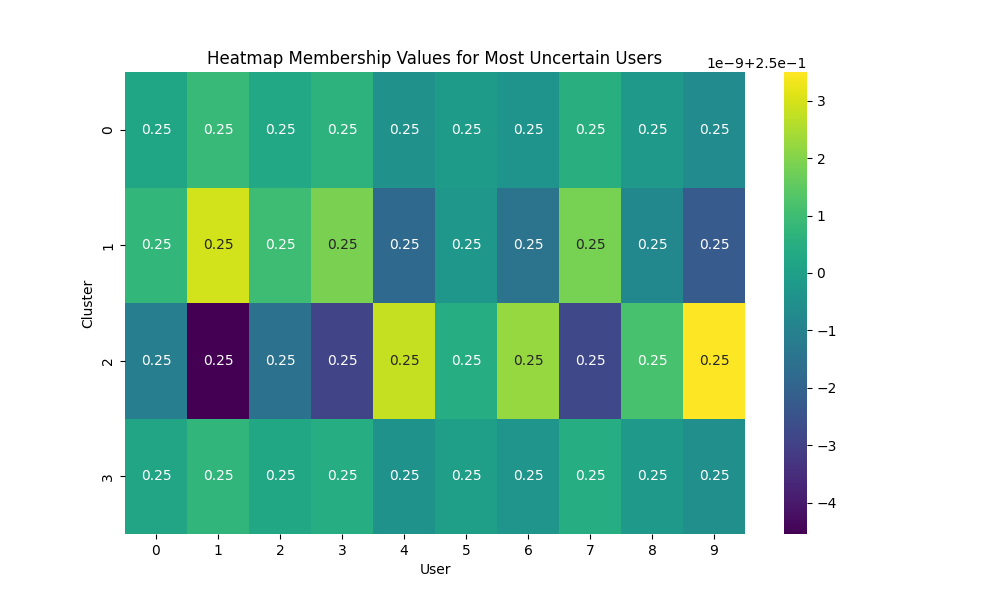 Heatmap Membership Values for Most Uncertain Users
1e−9+2.5e−1
0 0.25 0.25 0.25 0.25 0.25 0.25 0.25 0.25 0.25 0.25
1 0.25 0.25 0.25 0.25 0.25 0.25 0.25 0.25 0.25 0.25
2 0.25 0.25 0.25 0.25 0.25 0.25 0.25 0.25 0.25 0.25
3 0.25 0.25 0.25 0.25 0.25 0.25 0.25 0.25 0.25 0.25
Cluster
0 1 2 3 4 5 6 7 8 9
User
3
2
1
0
−1
−2
−3
−4